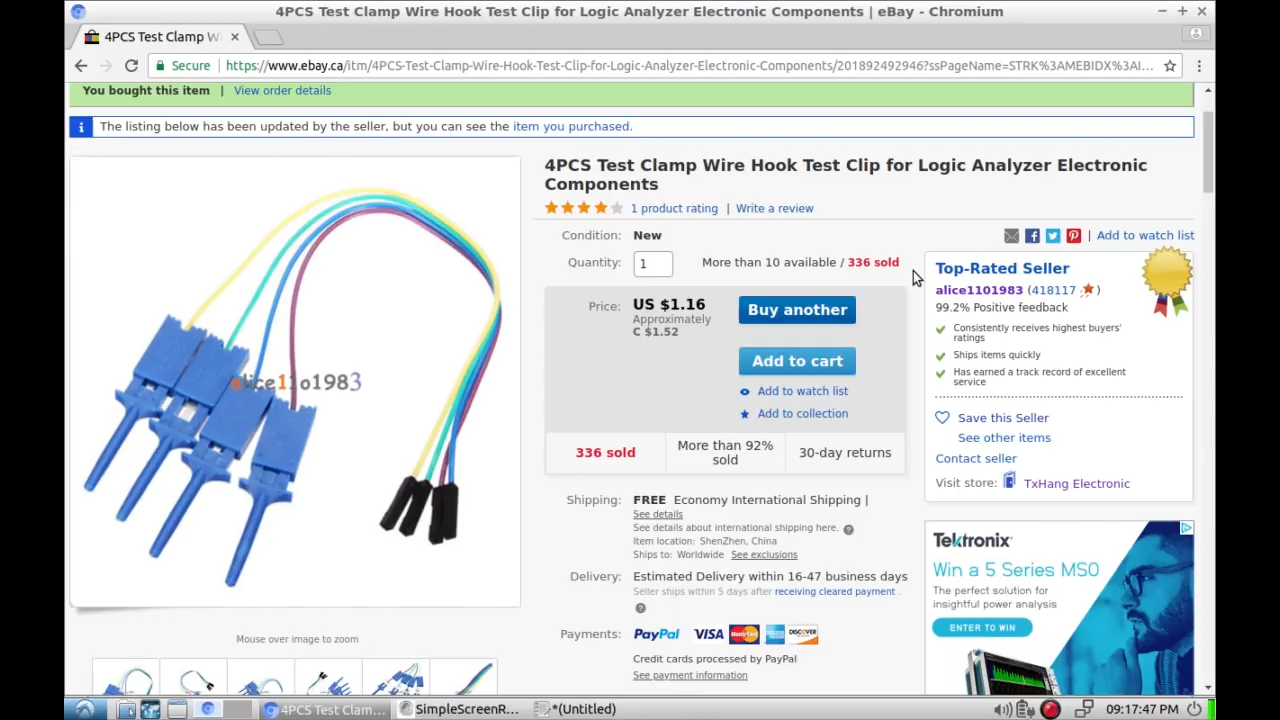 4PCS Test Clamp Wire Hook Test Clip for Logic Analyzer Electronic Components | eBay - Chromium
4PCS Test Clamp W
Secure
https://www.ebay.ca/itm/4PCS-Test-Clamp-Wire-Hook-Test-Clip-for-Logic-Analyzer-Electronic-Components/201892492946?ssPageName=STRK%3AMEBIDX%3AI...
You bought this item | View order details
The listing below has been updated by the seller, but you can see the item you purchased.
4PCS Test Clamp Wire Hook Test Clip for Logic Analyzer Electronic
Components
1 product rating | Write a review
Condition: New
Quantity: 1 More than 10 available / 336 sold
Price: US $1.16
Approximately
C $1.52
Buy another
Add to cart
Add to watch list
Add to collection
336 sold
More than 92%
sold
30-day returns
Shipping: FREE Economy International Shipping |
See details
See details about international shipping here.
Item location: ShenZhen, China
Ships to: Worldwide See exclusions
Delivery: Estimated Delivery within 16-47 business days
Seller ships within 5 days after receiving cleared payment .
Payments: PayPal VISA MasterCard DISCOVER
Credit cards processed by PayPal
See payment information
| Add to watch list
Top-Rated Seller
alice1101983 (418117 )
99.2% Positive feedback
Consistently receives highest buyers'
ratings
Ships items quickly
Has earned a track record of excellent
service
Save this Seller
See other items
Contact seller
Visit store: TxHang Electronic
Tektronix
Win a 5 Series MSO
The perfect solution for
insightful power analysis
ENTER TO WIN
alice11o1983
Mouse over image to zoom
4PCS Test Clam...
SimpleScreenR...
*(Untitled)
09:17:47 PM